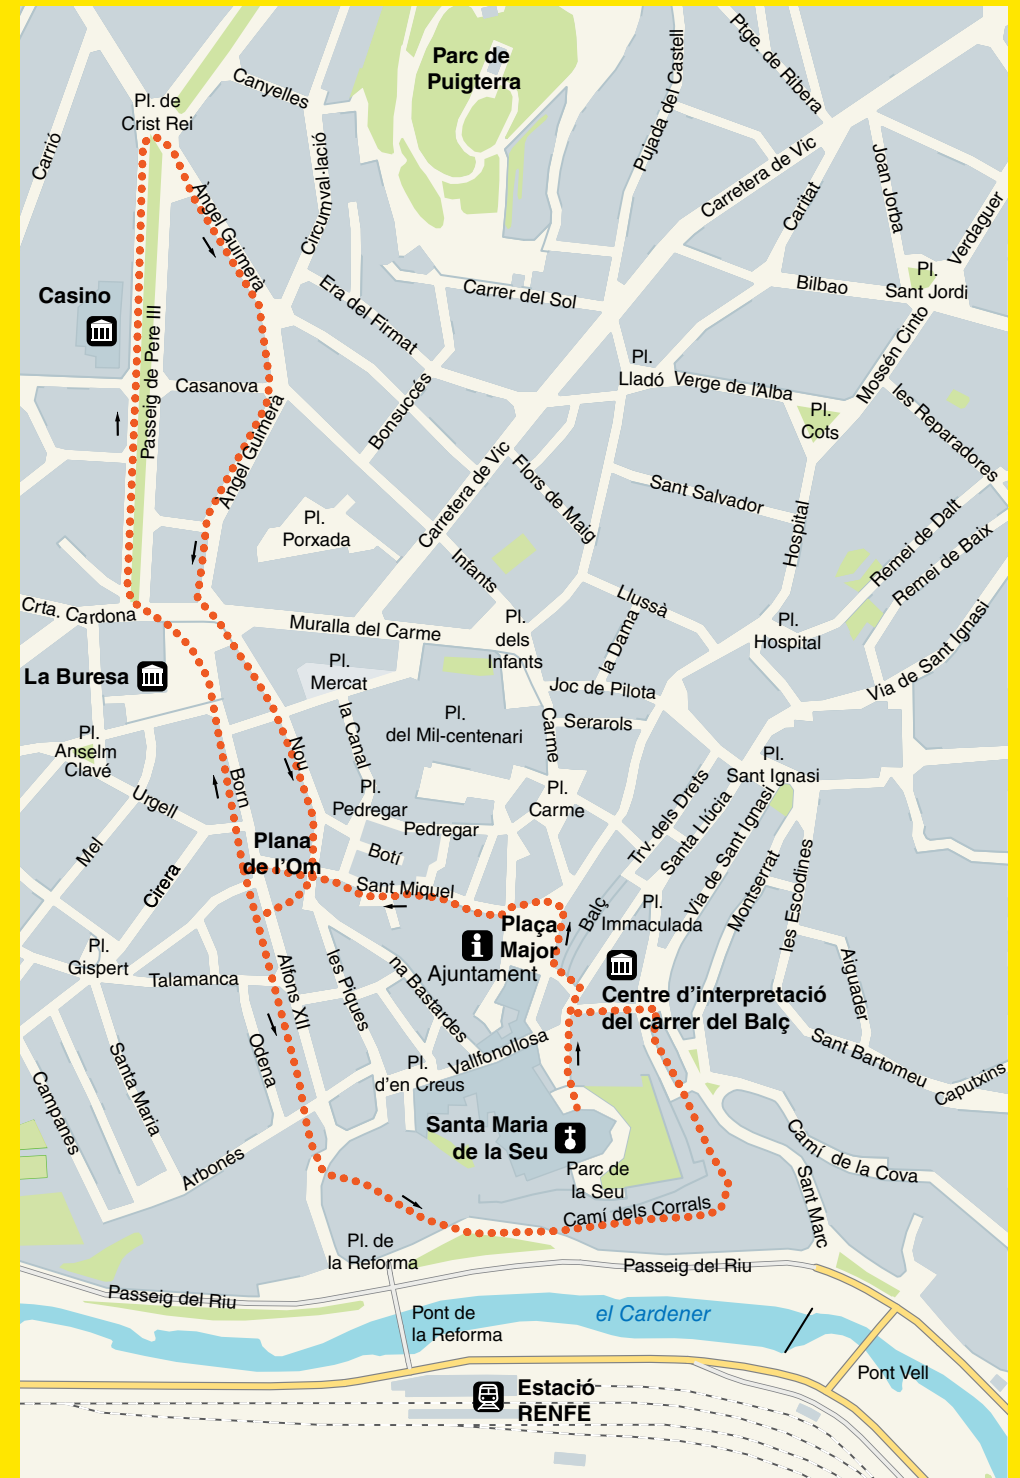 Parc de
Puigterra
Ptge. de Ribera
Pujada del Castell
Canyelles
Pl. de
Crist Rei
Carrió
Circumval·lació
Carretera de Vic
Joan Jorba
Caritat
Verdaguer
Àngel Guimerà
Pl.
Sant Jordi
Bilbao
Casino
Era del Firmat
Carrer del Sol
Mossèn Cinto
Passeig de Pere III
Pl.
Lladó
Verge de l'Alba
Casanova
les Reparadores
Bonsuccés
Pl.
Cots
Àngel Guimerà
Carretera de Vic
Flors de Maig
Sant Salvador
Pl.
Porxada
Hospital
Remei de Dalt
Remei de Baix
Infants
Llussà
Crta. Cardona
Muralla del Carme
Pl.
dels
Infants
la Dama
Pl.
Hospital
Via de Sant Ignasi
La Buresa
Pl.
Mercat
Joc de Pilota
la Canal
Pl.
del Mil-centenari
Carme
Serarols
Pl.
Anselm
Clavé
Nou
Born
Pl.
Sant Ignasi
Urgell
Pl.
Pedregar
Pl.
Carme
Pedregar
Trv. dels Drets
Santa Llúcia
Via de Sant Ignasi
Mel
Plana
de l'Om
Botí
Cirera
Sant Miquel
Montserrat
les Escodines
Balç
Pl.
Immaculada
Plaça
Major
Ajuntament
Pl.
Gispert
Talamanca
Alfons XII
les Piques
na Bastardes
Aiguader
Centre d'interpretació
del carrer del Balç
Odena
Vallfonollosa
Pl.
d'en Creus
Sant Bartomeu
Caputxins
Campanes
Santa Maria
Santa Maria
de la Seu
Camí de la Cova
Arbonés
Parc de
la Seu
Sant Marc
Camí dels Corrals
Pl. de
la Reforma
Passeig del Riu
Passeig del Riu
Pont de
la Reforma
el Cardener
Pont Vell
Estació
RENFE